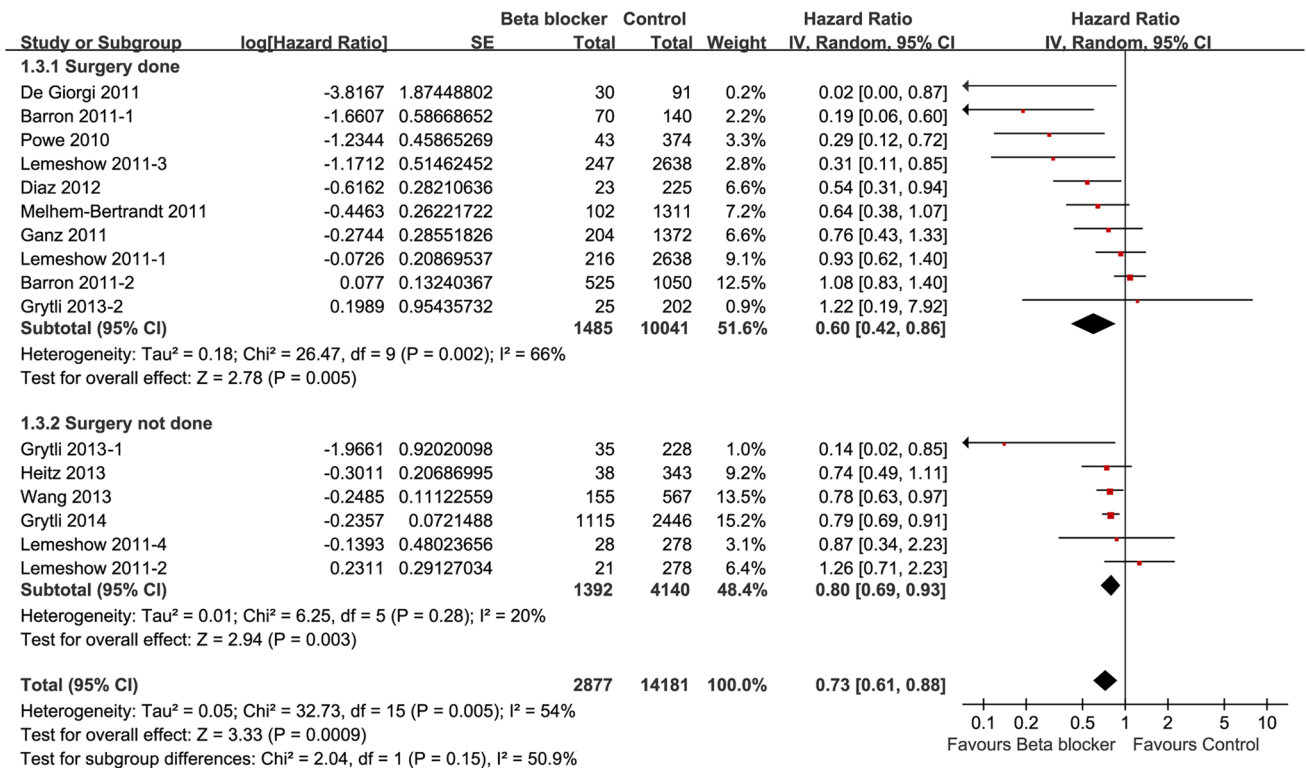 Beta blocker Control Hazard Ratio Hazard Ratio
Study or Subgroup log[Hazard Ratio] SE Total Total Weight IV, Random, 95% CI IV, Random, 95% CI
1.3.1 Surgery done
De Giorgi 2011 -3.8167 1.87448802 30 91 0.2% 0.02 [0.00, 0.87]
Barron 2011-1 -1.6607 0.58668652 70 140 2.2% 0.19 [0.06, 0.60]
Powe 2010 -1.2344 0.45865269 43 374 3.3% 0.29 [0.12, 0.72]
Lemeshow 2011-3 -1.1712 0.51462452 247 2638 2.8% 0.31 [0.11, 0.85]
Diaz 2012 -0.6162 0.28210636 23 225 6.6% 0.54 [0.31, 0.94]
Melhem-Bertrandt 2011 -0.4463 0.26221722 102 1311 7.2% 0.64 [0.38, 1.07]
Ganz 2011 -0.2744 0.28551826 204 1372 6.6% 0.76 [0.43, 1.33]
Lemeshow 2011-1 -0.0726 0.20869537 216 2638 9.1% 0.93 [0.62, 1.40]
Barron 2011-2 0.077 0.13240367 525 1050 12.5% 1.08 [0.83, 1.40]
Grytli 2013-2 0.1989 0.95435732 25 202 0.9% 1.22 [0.19, 7.92]
Subtotal (95% CI) 1485 10041 51.6% 0.60 [0.42, 0.86]
Heterogeneity: Tau² = 0.18; Chi² = 26.47, df = 9 (P = 0.002); I² = 66%
Test for overall effect: Z = 2.78 (P = 0.005)
1.3.2 Surgery not done
Grytli 2013-1 -1.9661 0.92020098 35 228 1.0% 0.14 [0.02, 0.85]
Heitz 2013 -0.3011 0.20686995 38 343 9.2% 0.74 [0.49, 1.11]
Wang 2013 -0.2485 0.11122559 155 567 13.5% 0.78 [0.63, 0.97]
Grytli 2014 -0.2357 0.0721488 1115 2446 15.2% 0.79 [0.69, 0.91]
Lemeshow 2011-4 -0.1393 0.48023656 28 278 3.1% 0.87 [0.34, 2.23]
Lemeshow 2011-2 0.2311 0.29127034 21 278 6.4% 1.26 [0.71, 2.23]
Subtotal (95% CI) 1392 4140 48.4% 0.80 [0.69, 0.93]
Heterogeneity: Tau² = 0.01; Chi² = 6.25, df = 5 (P = 0.28); I² = 20%
Test for overall effect: Z = 2.94 (P = 0.003)
Total (95% CI) 2877 14181 100.0% 0.73 [0.61, 0.88]
Heterogeneity: Tau² = 0.05; Chi² = 32.73, df = 15 (P = 0.005); I² = 54%
Test for overall effect: Z = 3.33 (P = 0.0009)
Test for subgroup differences: Chi² = 2.04, df = 1 (P = 0.15), I² = 50.9%
0.1 0.2 0.5 1 2 5 10
Favours Beta blocker Favours Control